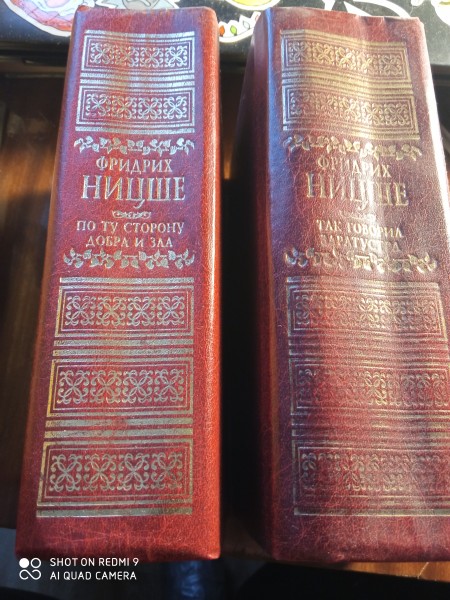 ФРИДРИХ
НИЦШЕ
ПО ТУ СТОРОНУ
ДОБРА И ЗЛА
ФРИДРИХ
НИЦШЕ
ТАК ГОВОРИЛ
ЗАРАТУСТРА
SHOT ON REDMI 9
AI QUAD CAMERA